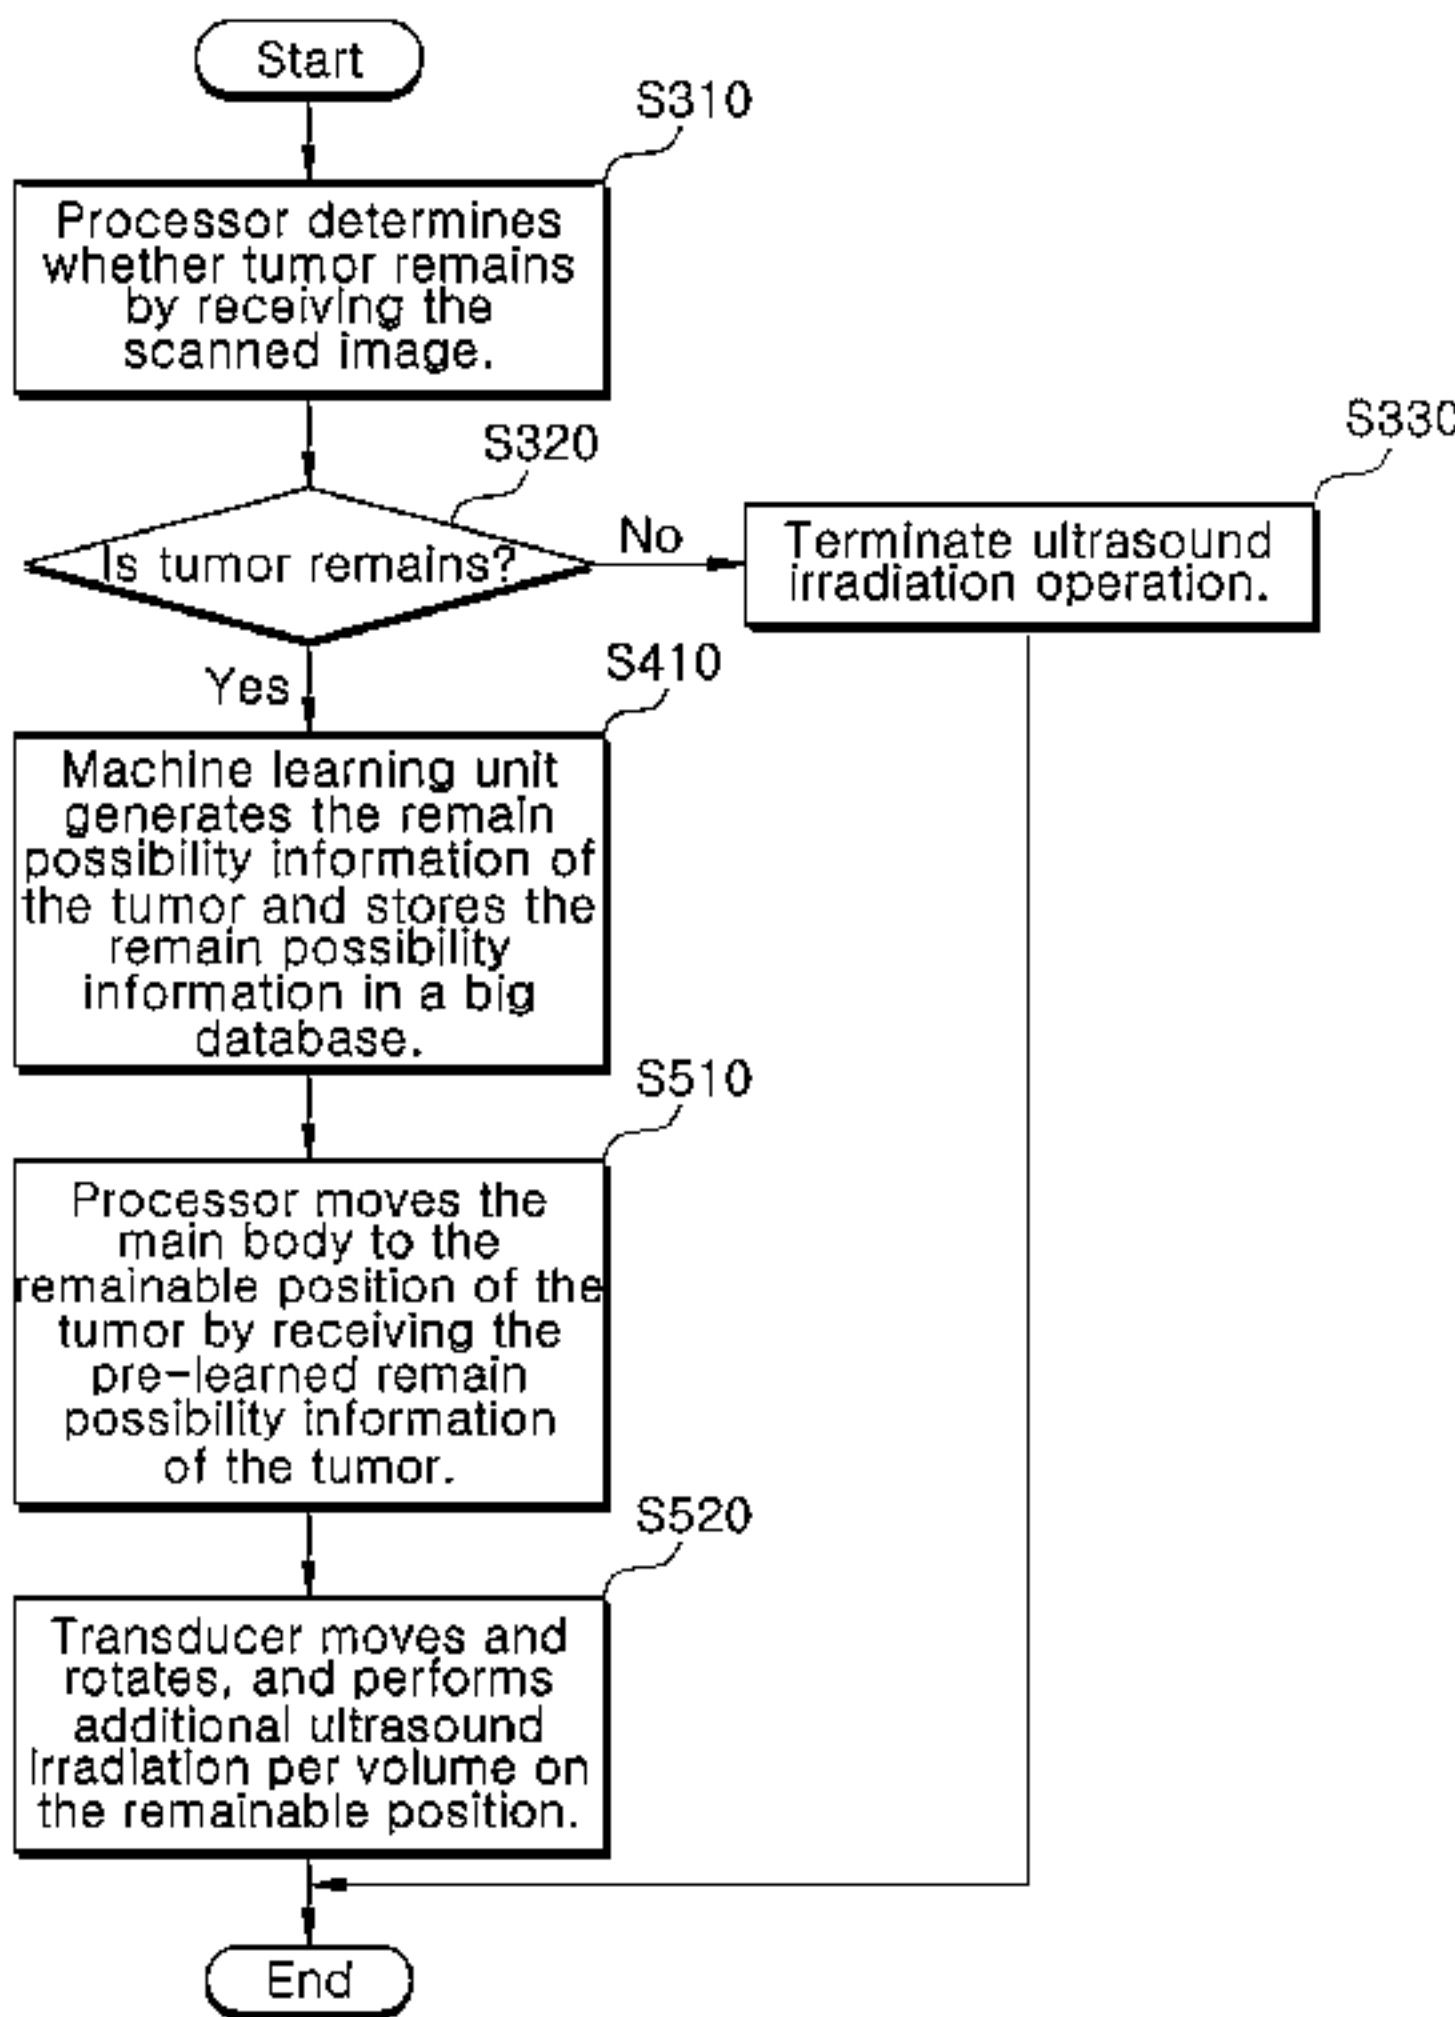 Start
S310
Processor determines
whether tumor remains
by receiving the
scanned image.
S320
Is tumor remains?
No
S330
Terminate ultrasound
irradiation operation.
Yes
S410
Machine learning unit
generates the remain
possibility information of
the tumor and stores the
remain possibility
information in a big
database.
S510
Processor moves the
main body to the
remainable position of the
tumor by receiving the
pre-learned remain
possibility information
of the tumor.
S520
Transducer moves and
rotates, and performs
additional ultrasound
irradiation per volume on
the remainable position.
End